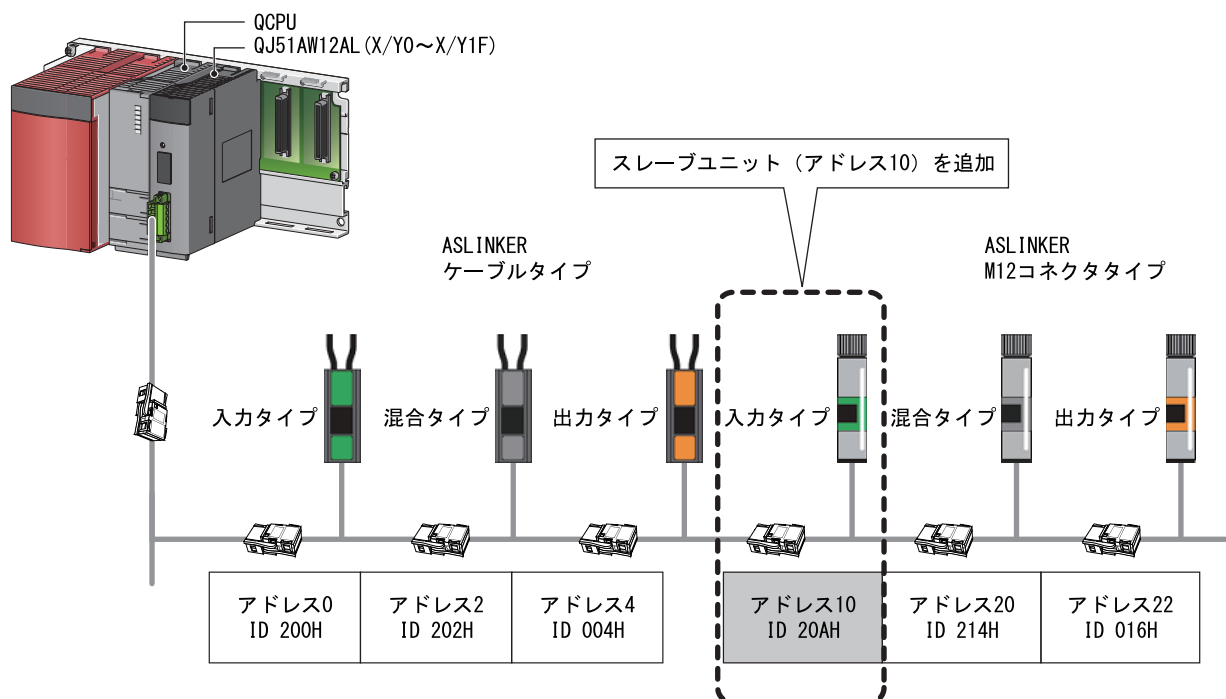 QCPU
QJ51AW12AL(X/Y0～X/Y1F)
スレーブユニット（アドレス10）を追加
ASLINKER
ケーブルタイプ
ASLINKER
M12コネクタタイプ
入力タイプ
混合タイプ
出力タイプ
入力タイプ
混合タイプ
出力タイプ
アドレス0
ID 200H
アドレス2
ID 202H
アドレス4
ID 004H
アドレス10
ID 20AH
アドレス20
ID 214H
アドレス22
ID 016H